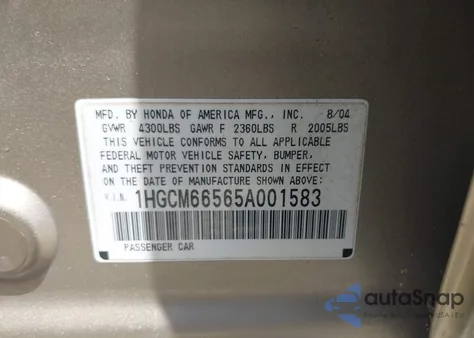 MFD. BY HONDA OF AMERICA MFG., INC. 8/04
GVWR 4300LBS GAWR F 2360LBS R 2005LBS
THIS VEHICLE CONFORMS TO ALL APPLICABLE
FEDERAL MOTOR VEHICLE SAFETY, BUMPER,
AND THEFT PREVENTION STANDARDS IN EFFECT
ON THE DATE OF MANUFACTURE SHOWN ABOVE.
V.I.N. 1HGCM66565A001583
PASSENGER CAR
autoSnap